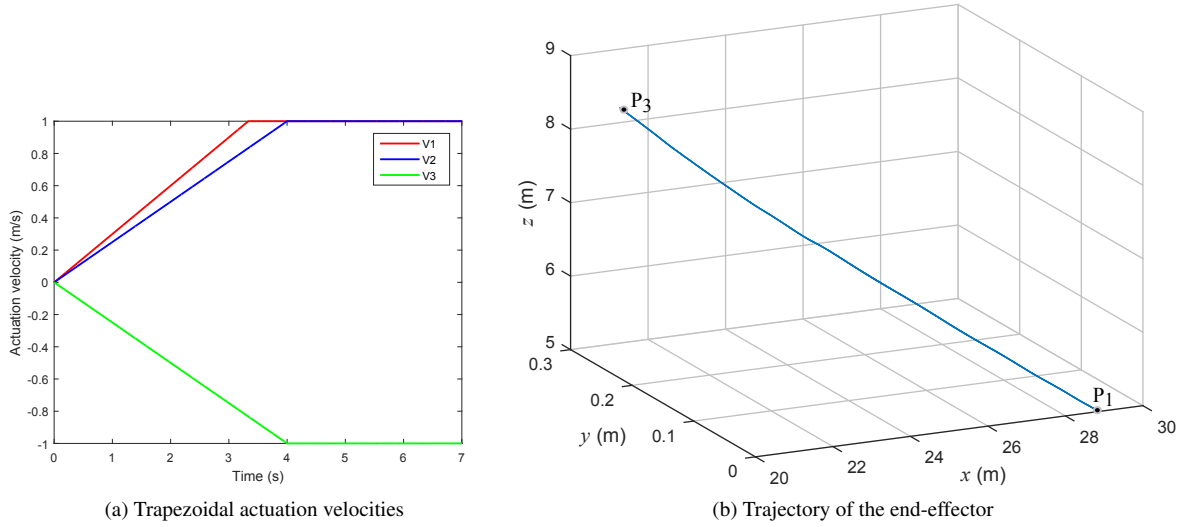 1
0.8
0.6
0.4
0.2
0
-0.2
-0.4
-0.6
-0.8
-1
Actuation velocity (m/s)
0 1 2 3 4 5 6 7
Time (s)
V1
V2
V3
(a) Trapezoidal actuation velocities
9
8
7
6
5
z (m)
0.3
0.2
0.1
0
y (m)
20 22 24 26 28 30
x (m)
P3
P1
(b) Trajectory of the end-effector